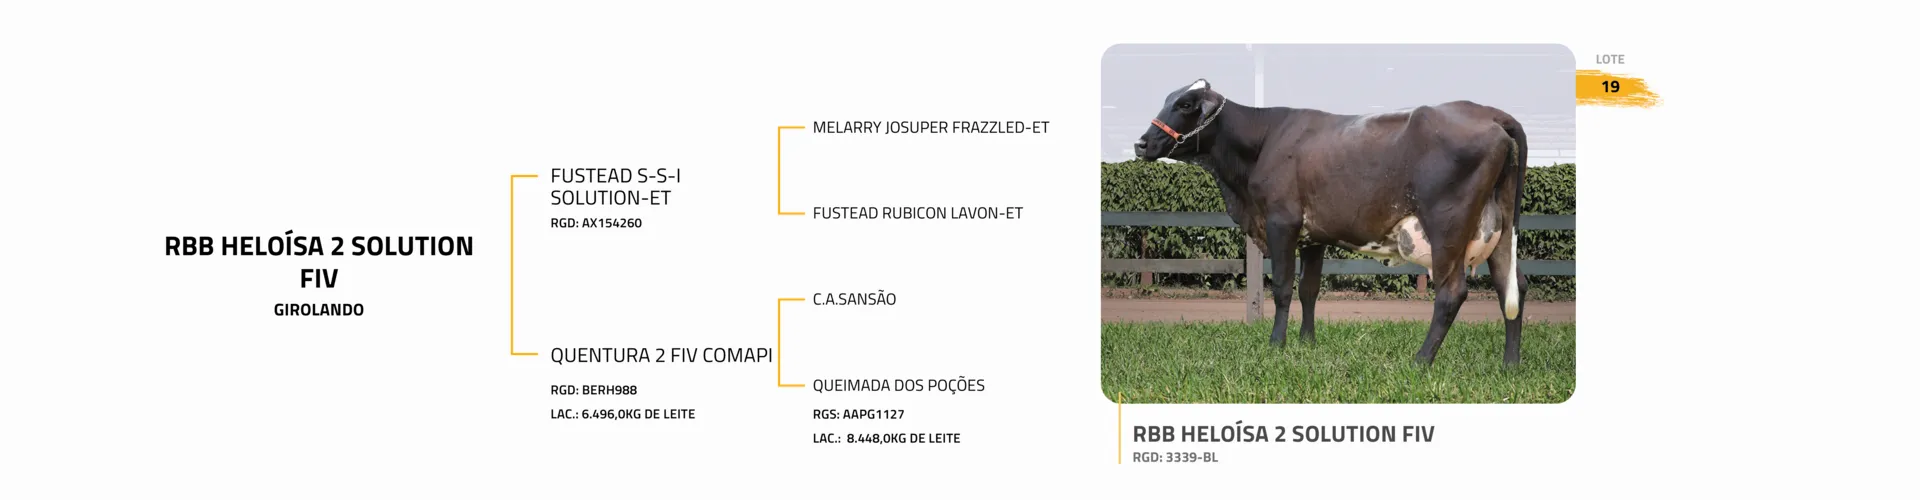 RBB HELOÍSA 2 SOLUTION
FIV
GIROLANDO
FUSTEAD S-S-I
SOLUTION-ET
RGD: AX154260
QUENTURA 2 FIV COMAPI
RGD: BERH988
LAC.: 6.496,0KG DE LEITE
MELARRY JOSUPER FRAZZLED-ET
FUSTEAD RUBICON LAVON-ET
C.A.SANSÃO
QUEIMADA DOS POÇÕES
RGS: AAPG1127
LAC.: 8.448,0KG DE LEITE
LOTE
19
RBB HELOÍSA 2 SOLUTION FIV
RGD: 3339-BL